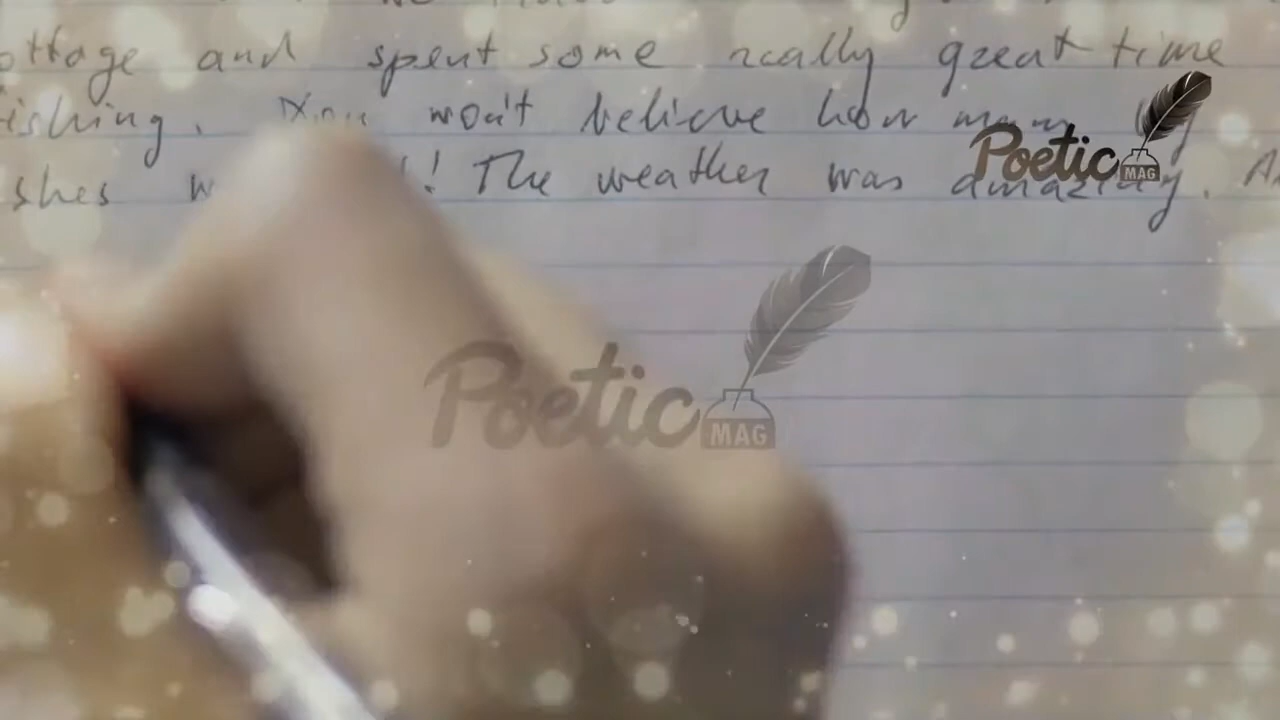 ottage and spent some really great time
ishing. You won't believe how many
shes w ! The weather was amazing. A
Poetic MAG
Poetic MAG